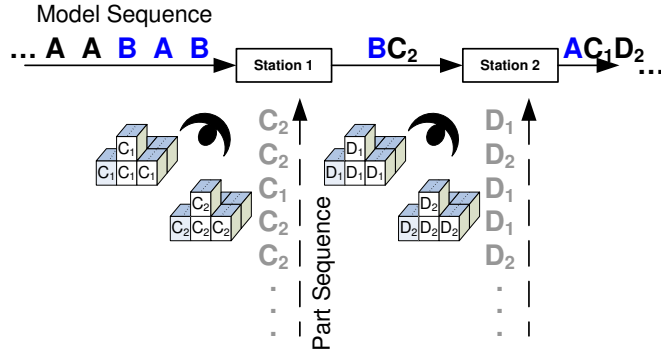 Model Sequence
... A A B A B
Station 1
BC2
Station 2
AC1D2
...
C2
C2
C1
C2
C2
.
.
.
Part Sequence
D1
D2
D1
D1
D2
.
.
.
C1
C1 C1 C1
C2
C2 C2 C2
D1
D1 D1 D1
D2
D2 D2 D2